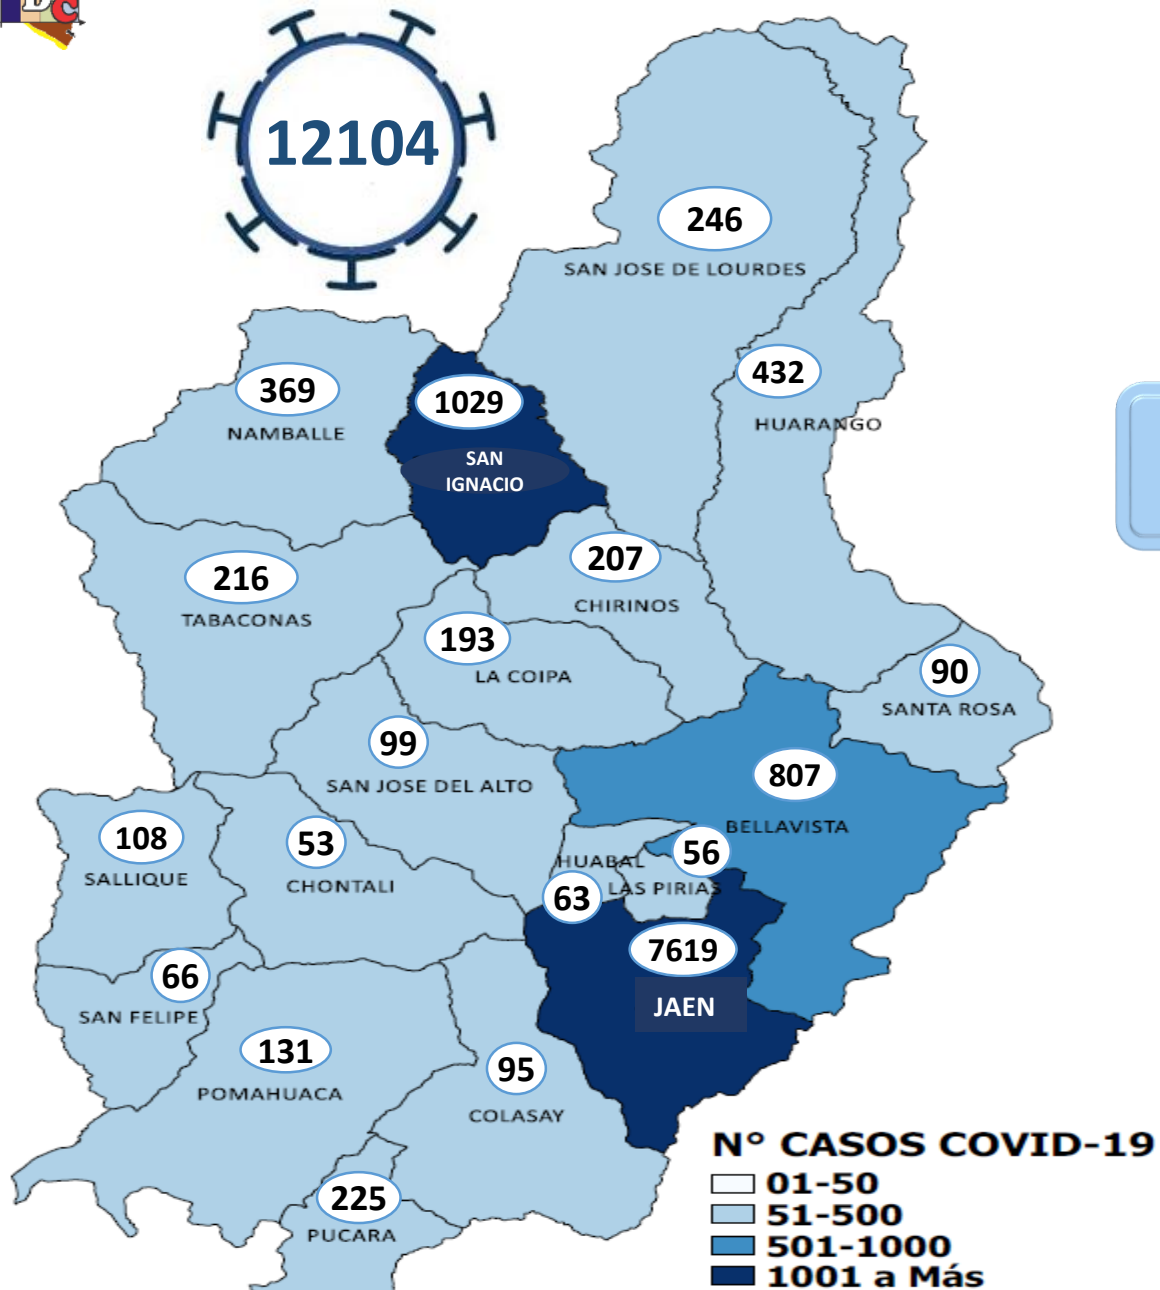 DC
12104
246
SAN JOSE DE LOURDES
432
HUARANGO
369
NAMBALLE
1029
SAN
IGNACIO
207
CHIRINOS
216
TABACONAS
193
LA COIPA
90
SANTA ROSA
99
SAN JOSE DEL ALTO
807
BELLAVISTA
108
SALLIQUE
53
CHONTALI
HUABAL
56
LAS PIRIAS
63
7619
JAEN
66
SAN FELIPE
131
POMAHUACA
95
COLASAY
225
PUCARA
N° CASOS COVID-19
01-50
51-500
501-1000
1001 a Más